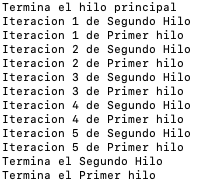 Termina el hilo principal
Iteracion 1 de Segundo Hilo
Iteracion 1 de Primer hilo
Iteracion 2 de Segundo Hilo
Iteracion 2 de Primer hilo
Iteracion 3 de Segundo Hilo
Iteracion 3 de Primer hilo
Iteracion 4 de Segundo Hilo
Iteracion 4 de Primer hilo
Iteracion 5 de Segundo Hilo
Iteracion 5 de Primer hilo
Termina el Segundo Hilo
Termina el Primer hilo